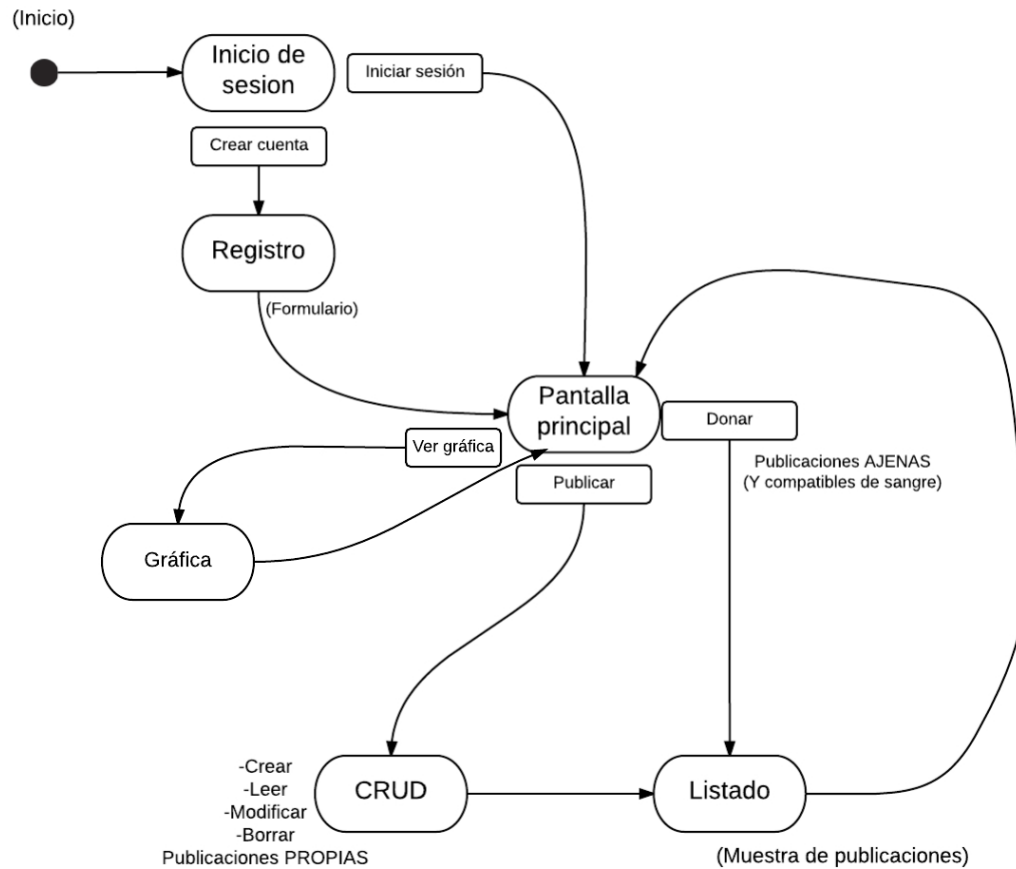 (Inicio)
Inicio de
sesion
Iniciar sesión
Crear cuenta
Registro
(Formulario)
Pantalla
principal
Donar
Ver gráfica
Publicaciones AJENAS
(Y compatibles de sangre)
Publicar
Gráfica
-Crear
-Leer
-Modificar
-Borrar
Publicaciones PROPIAS
CRUD
Listado
(Muestra de publicaciones)